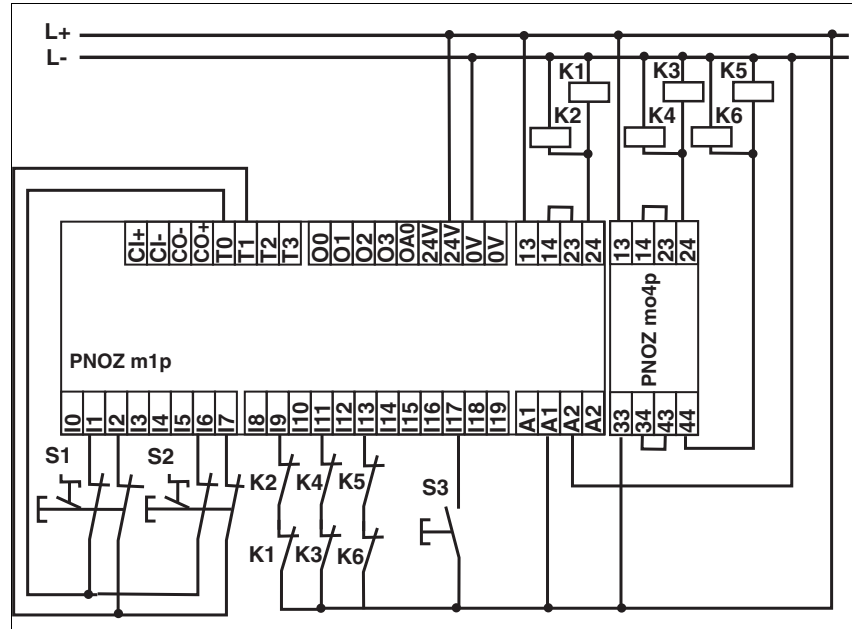 L+
L-
K1 K3 K5
K2 K4 K6
CI+ CI- CO- CO+ T0 T1 T2 T3 O0 O1 O2 O3 OA0 24V 24V 0V 0V 13 14 23 24 13 14 23 24
PNOZ m1p
PNOZ mo4p
I0 I1 I2 I3 I4 I5 I6 I7 I8 I9 I10 I11 I12 I13 I14 I15 I16 I17 I18 I19 A1 A1 A2 A2 33 34 43 44
S1 S2 K2 K4 K5 S3
K1 K3 K6